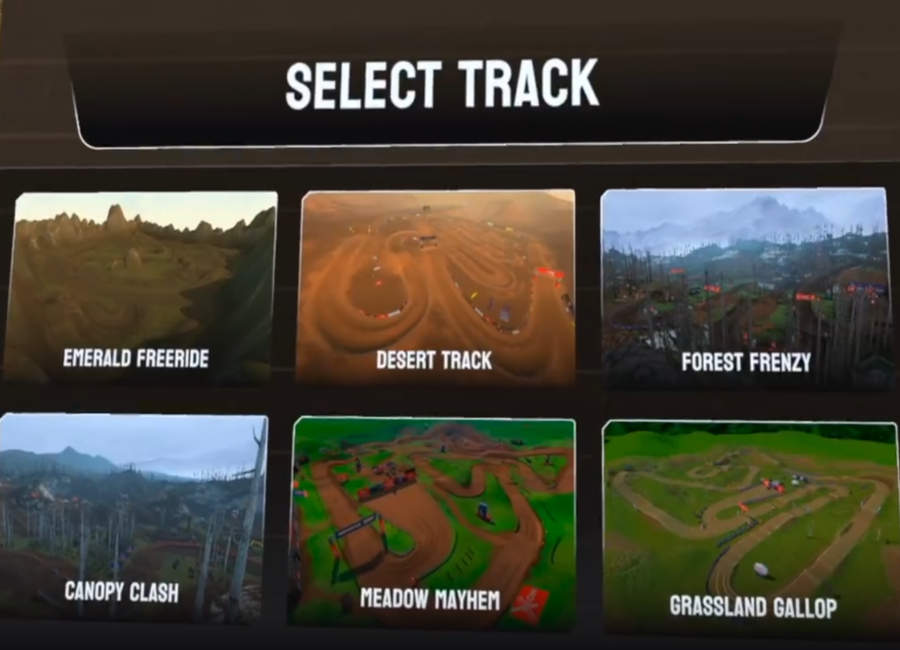 SELECT TRACK
EMERALD FREERIDE
DESERT TRACK
FOREST FRENZY
CANOPY CLASH
MEADOW MAYHEM
GRASSLAND GALLOP